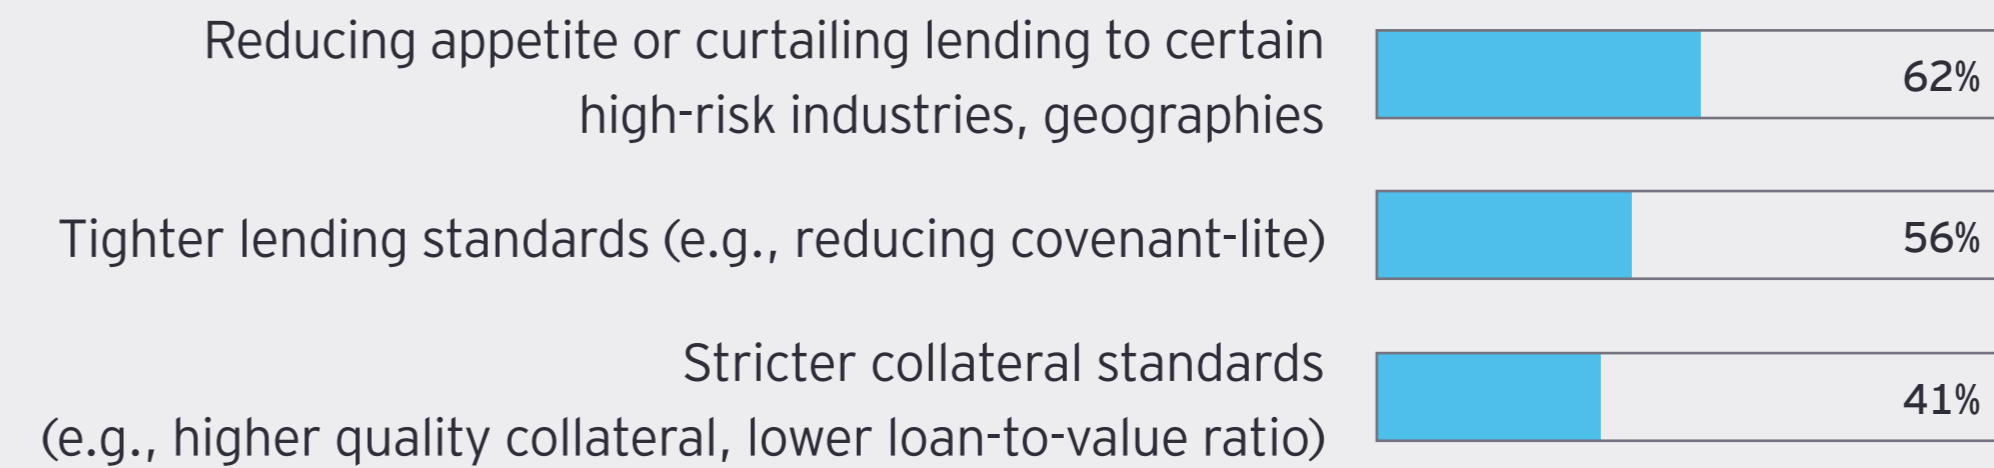 Reducing appetite or curtailing lending to certain
high-risk industries, geographies
62%
Tighter lending standards (e.g., reducing covenant-lite)
56%
Stricter collateral standards
(e.g., higher quality collateral, lower loan-to-value ratio)
41%